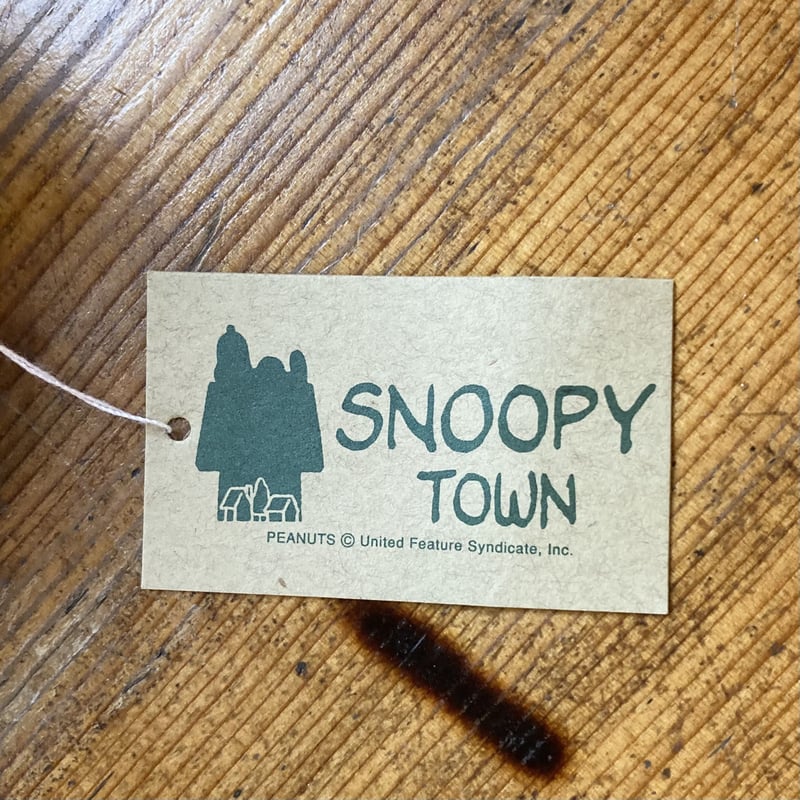 SNOOPY
TOWN
PEANUTS © United Feature Syndicate, Inc.